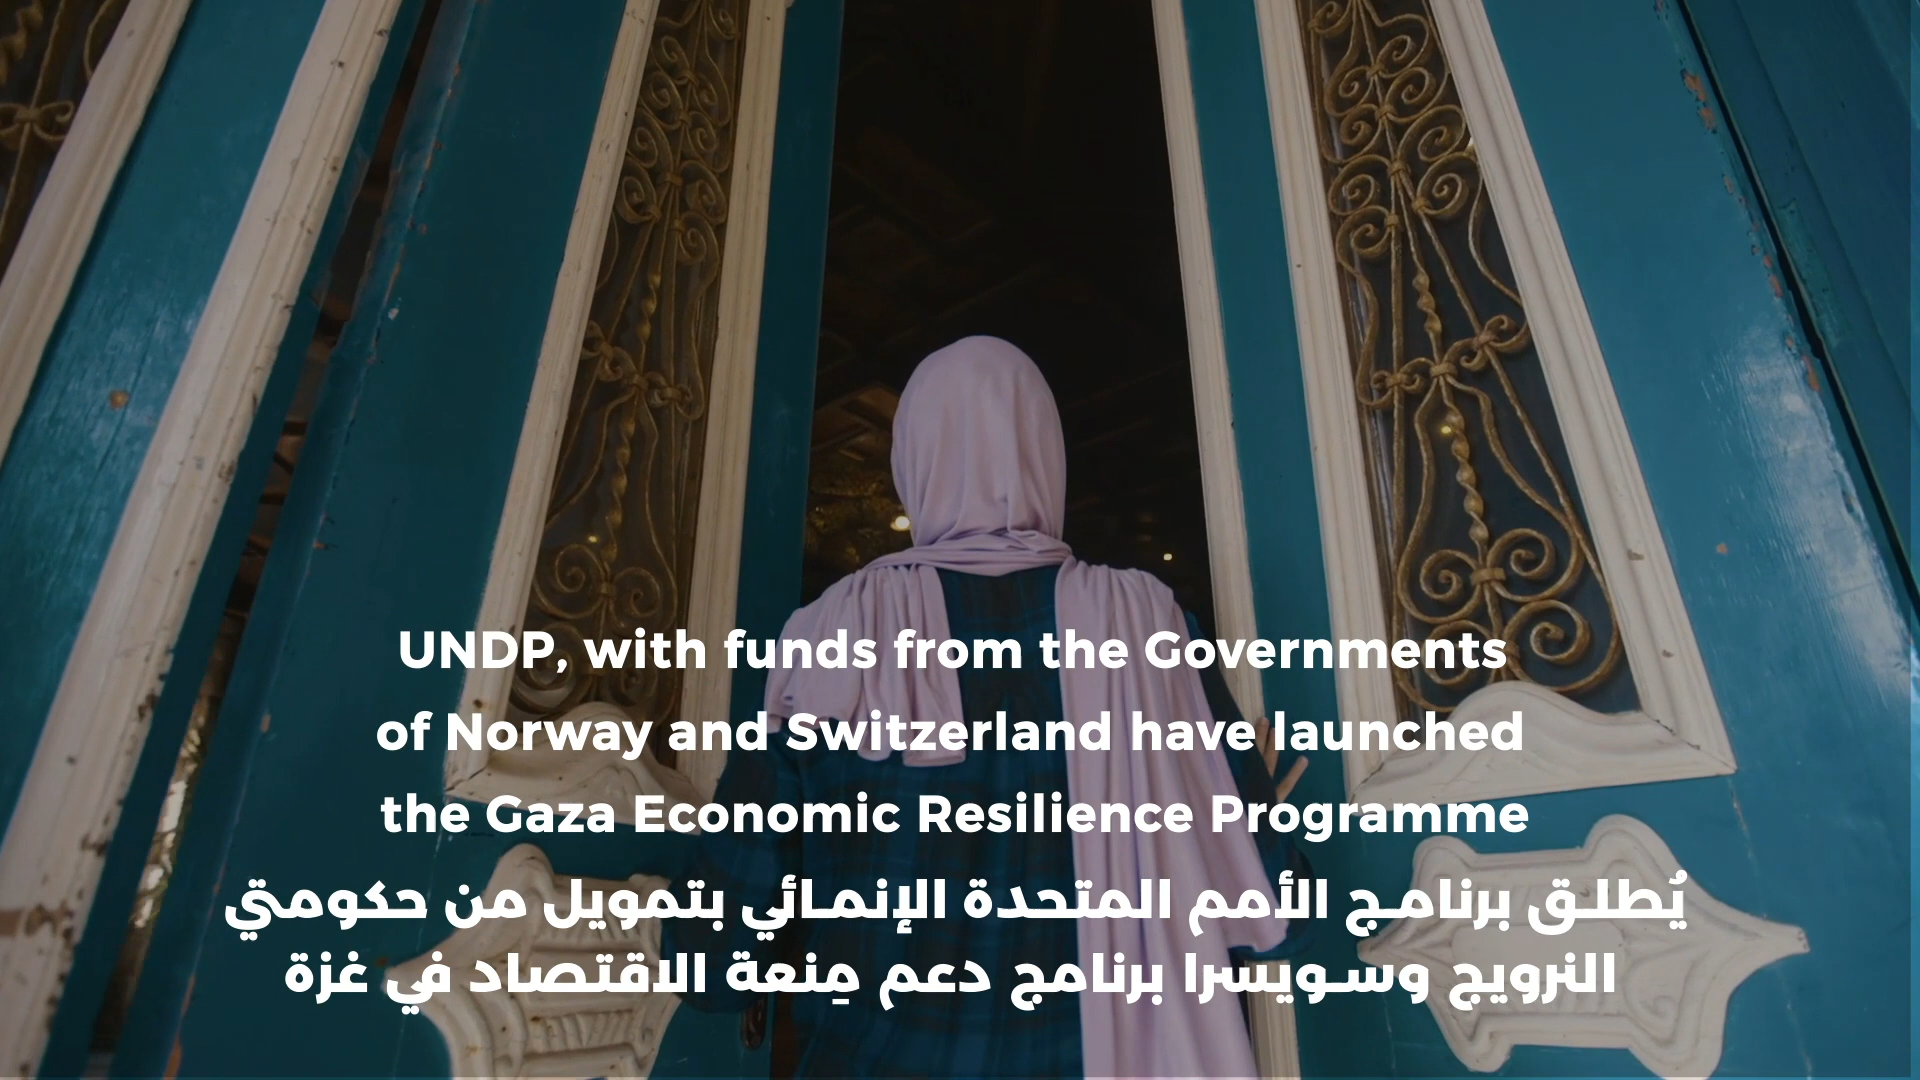 UNDP, with funds from the Governments
of Norway and Switzerland have launched
the Gaza Economic Resilience Programme
يُطلق برنامج الأمم المتحدة الإنمائي بتمويل من حكومتي
النرويج وسويسرا برنامج دعم مِنعة الاقتصاد في غزة